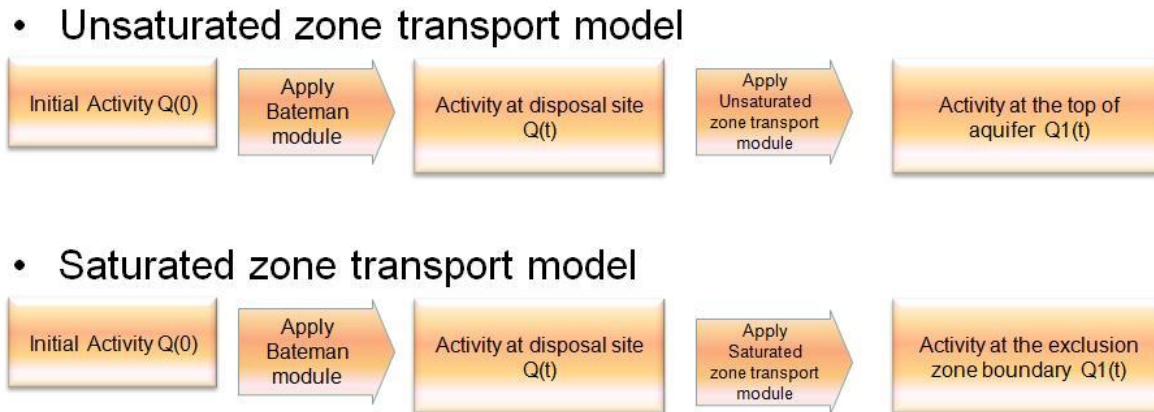 • Unsaturated zone transport model
Initial Activity Q(0)
Apply
Bateman
module
Activity at disposal site
Q(t)
Apply
Unsaturated
zone transport
module
Activity at the top of
aquifer Q1(t)
• Saturated zone transport model
Initial Activity Q(0)
Apply
Bateman
module
Activity at disposal site
Q(t)
Apply
Saturated
zone transport
module
Activity at the exclusion
zone boundary Q1(t)